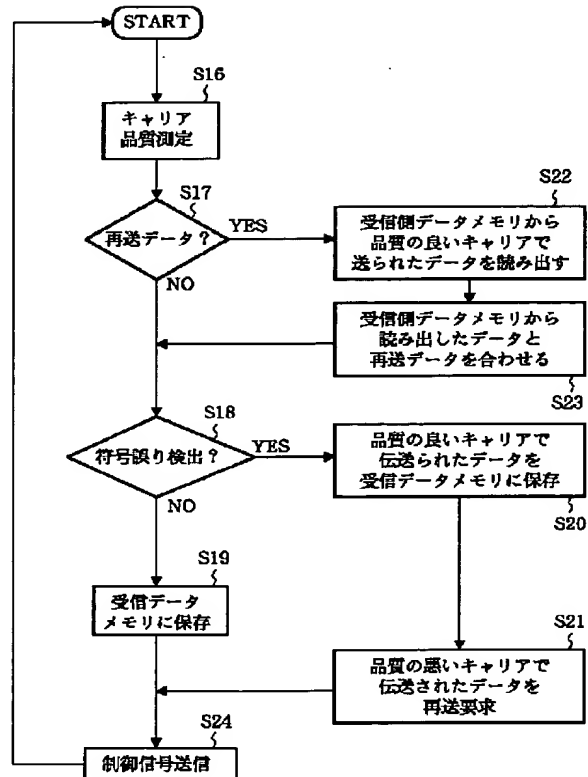 START
S16
キャリア
品質測定
S17
再送データ？
YES
NO
S22
受信側データメモリから
品質の良いキャリアで
送られたデータを読み出す
受信側データメモリから
読み出したデータと
再送データを合わせる
S23
S18
符号誤り検出？
YES
NO
品質の良いキャリアで
伝送られたデータを
受信データメモリに保存
S20
S19
受信データ
メモリに保存
S21
品質の悪いキャリアで
伝送されたデータを
再送要求
S24
制御信号送信